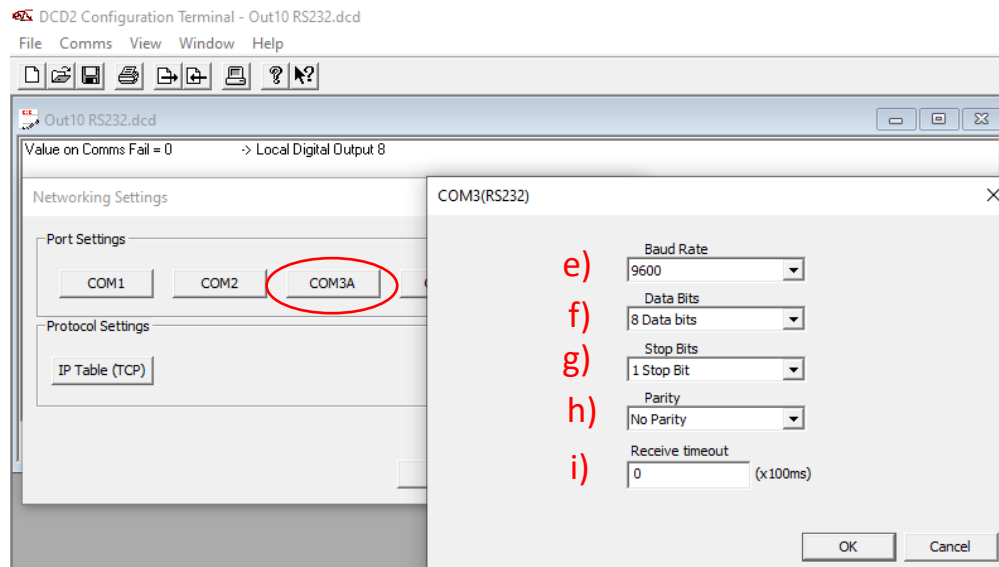 DCD2 Configuration Terminal - Out10 RS232.dcd
File Comms View Window Help
Out10 RS232.dcd
Value on Comms Fail = 0 -> Local Digital Output 8
Networking Settings
COM3(RS232)
Port Settings
COM1 COM2 COM3A
Protocol Settings
IP Table (TCP)
Baud Rate
e) 9600
Data Bits
f) 8 Data bits
Stop Bits
g) 1 Stop Bit
Parity
h) No Parity
Receive timeout
i) 0 (x100ms)
OK Cancel